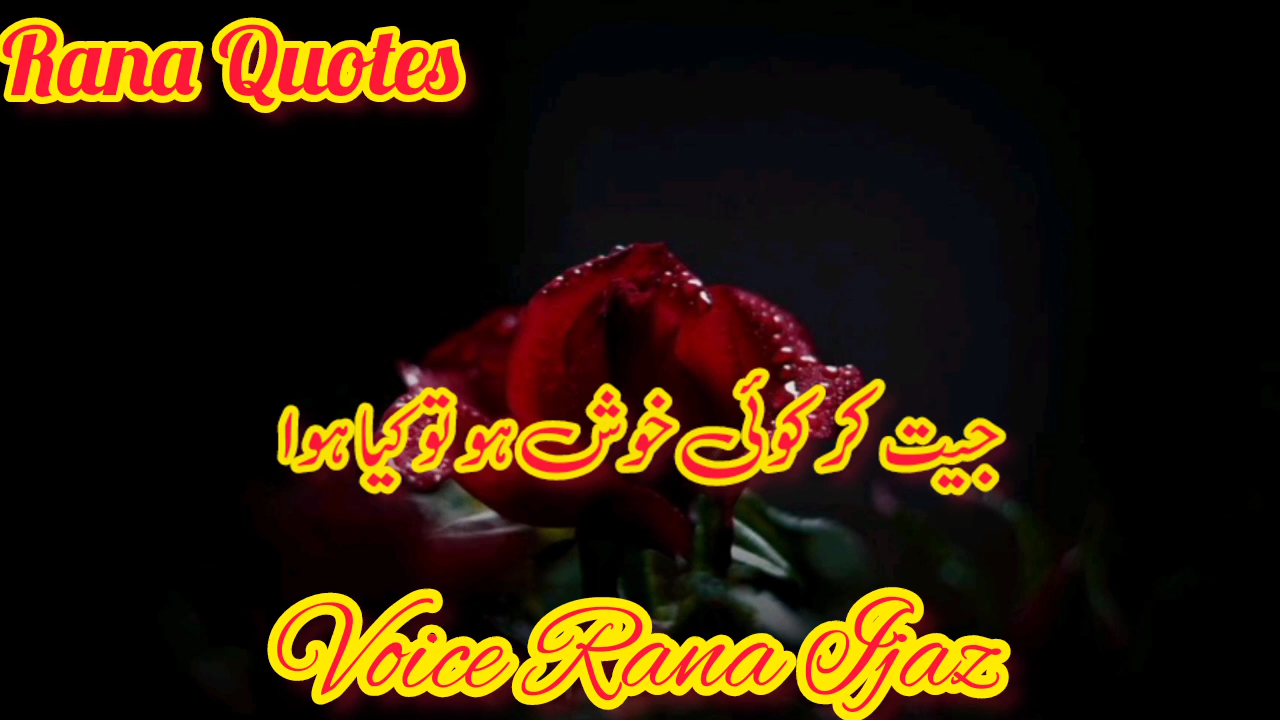 Rana Quotes
جیت کر کوئی خوش ہو تو کیا ہوا
Voice Rana Ijaz